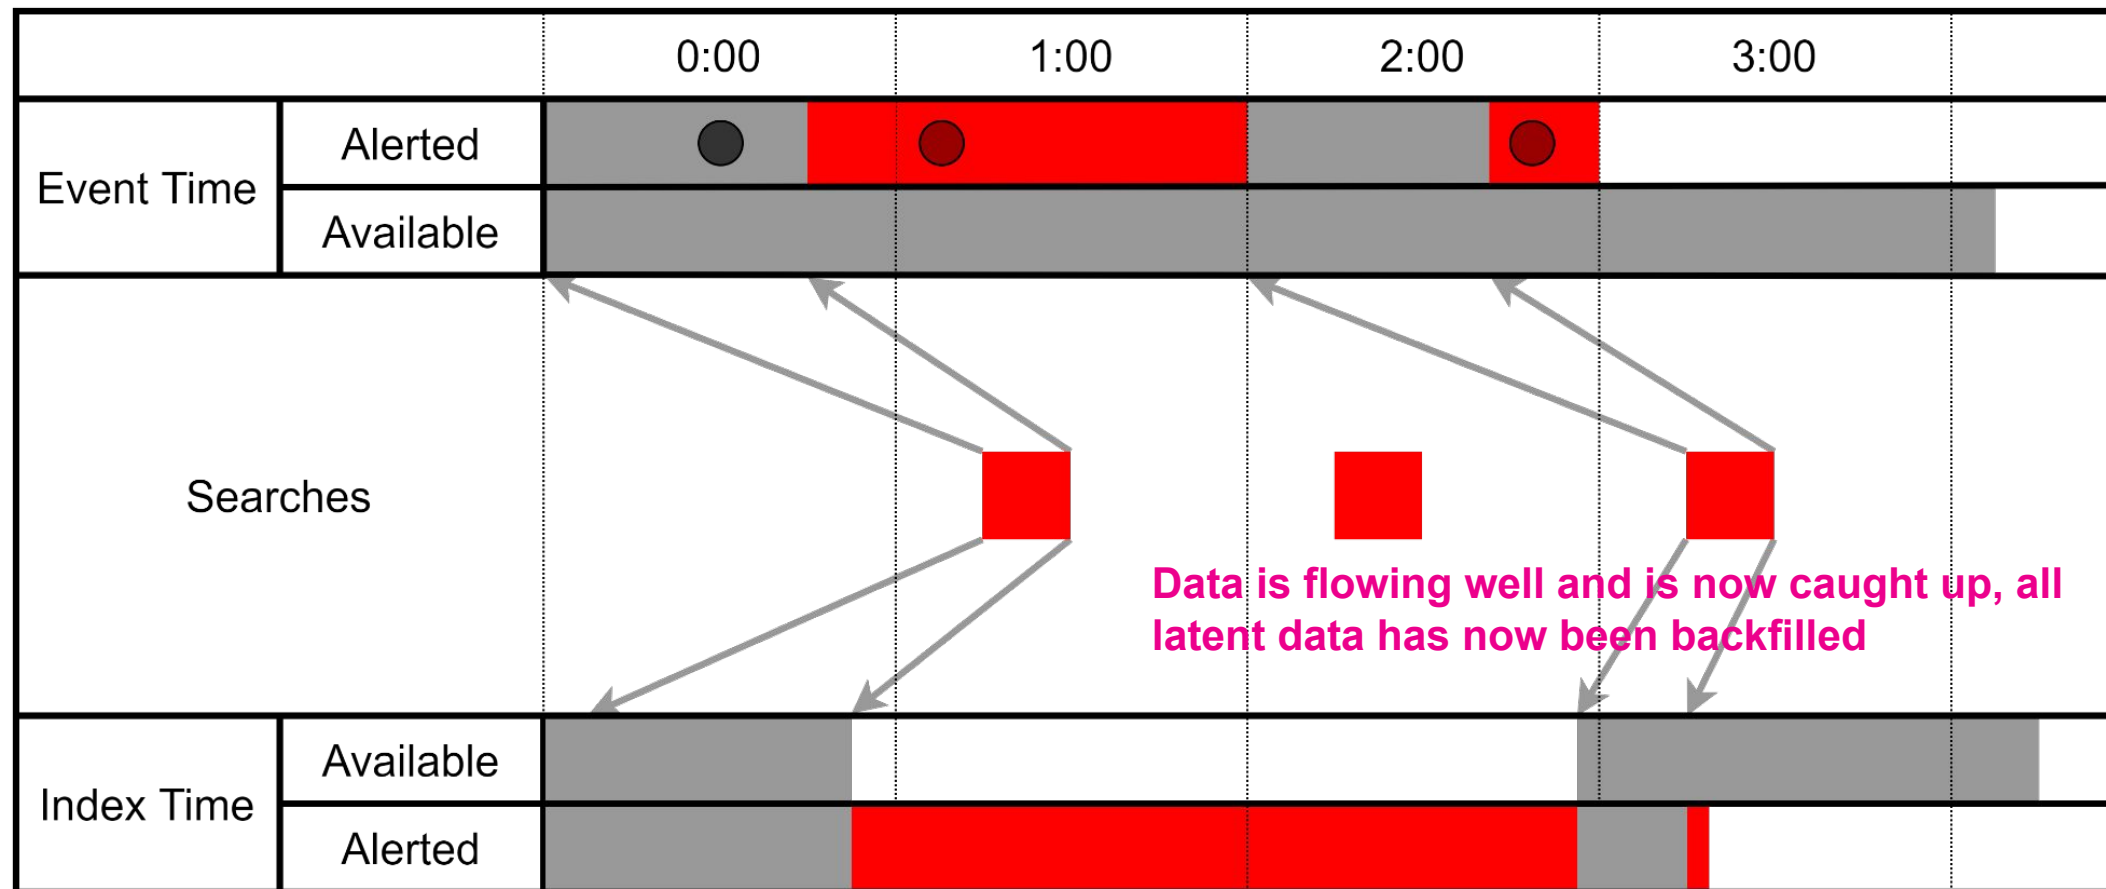 0:00 1:00 2:00 3:00
Event Time
Alerted
Available
Searches
Data is flowing well and is now caught up, all
latent data has now been backfilled
Index Time
Available
Alerted